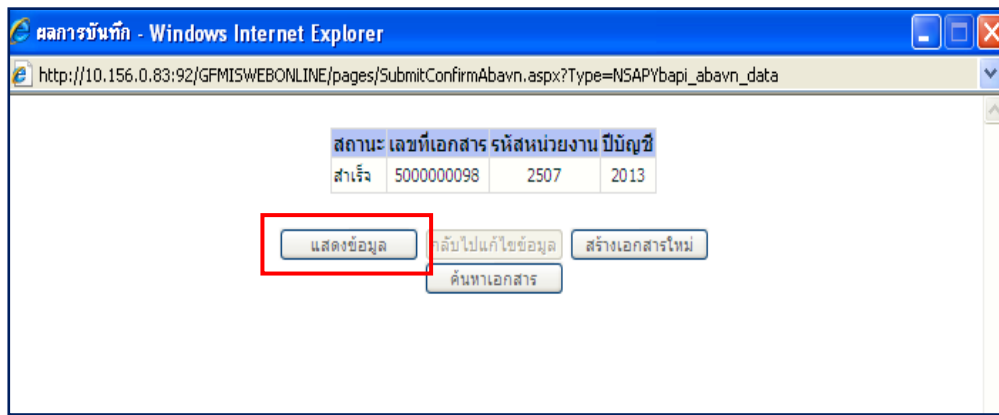 ผลการบันทึก - Windows Internet Explorer
http://10.156.0.83:92/GFMISWEBONLINE/pages/SubmitConfirmAbavn.aspx?Type=NSAPYbapi_abavn_data
สถานะ เลขที่เอกสาร รหัสหน่วยงาน ปีบัญชี
สำเร็จ 5000000098 2507 2013
แสดงข้อมูล กลับไปแก้ไขข้อมูล สร้างเอกสารใหม่
ค้นหาเอกสาร